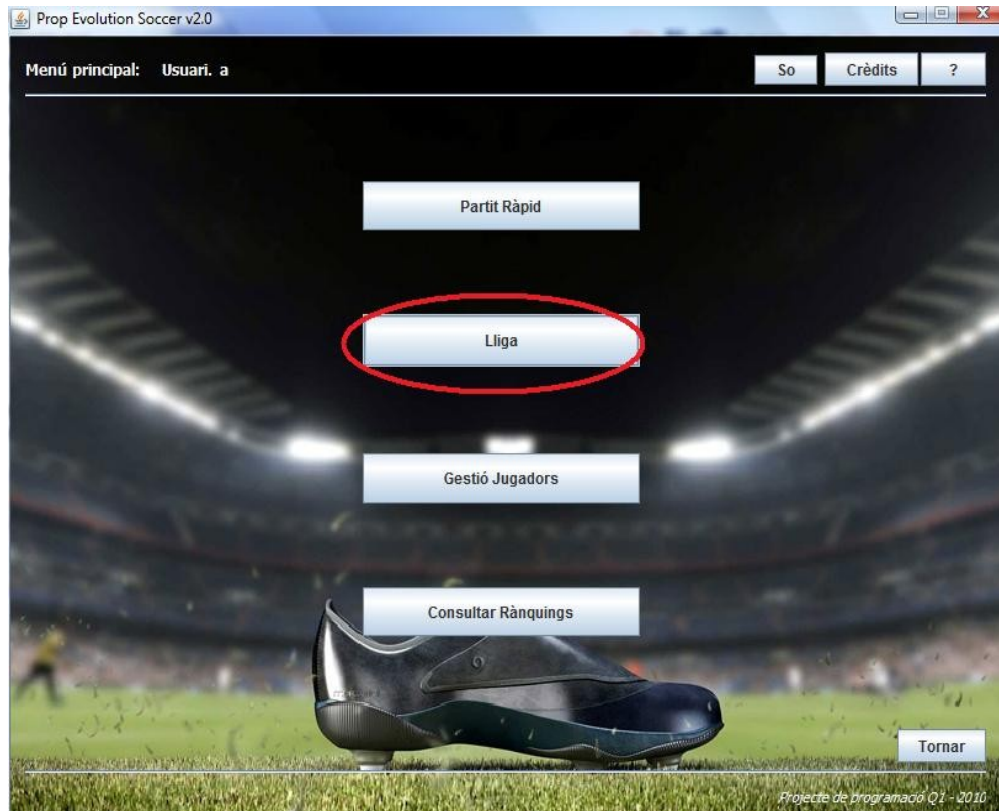 Prop Evolution Soccer v2.0
Menú principal: Usuari. a
So Crèdits ?
Partit Ràpid
Lliga
Gestió Jugadors
Consultar Rànquings
Tornar
Projecte de programació Q1 - 2010